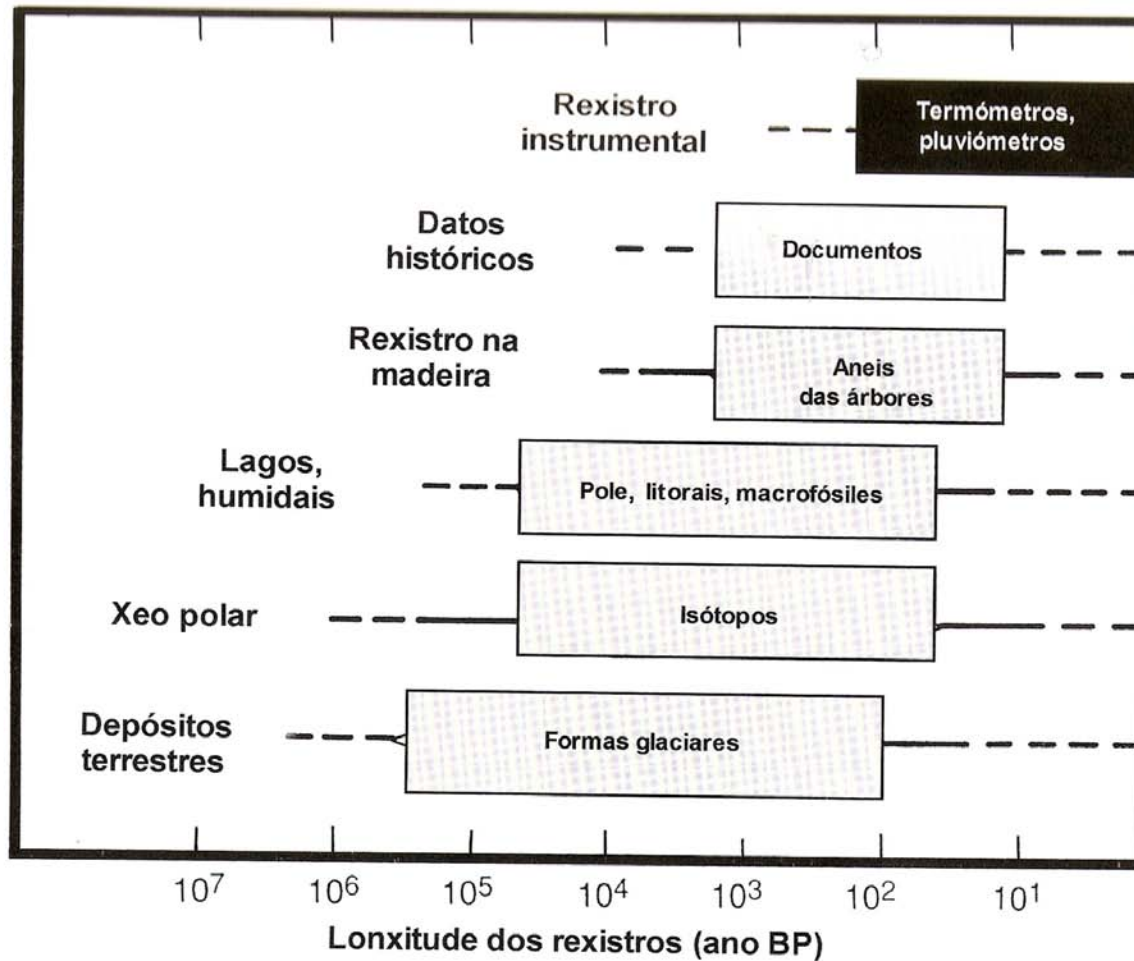 Rexistro
instrumental
Termómetros,
pluviómetros
Datos
históricos
Documentos
Rexistro na
madeira
Aneis
das árbores
Lagos,
humidais
Pole, litorais, macrofósiles
Xeo polar
Isótopos
Depósitos
terrestres
Formas glaciares
10⁷ 10⁶ 10⁵ 10⁴ 10³ 10² 10¹
Lonxitude dos rexistros (ano BP)